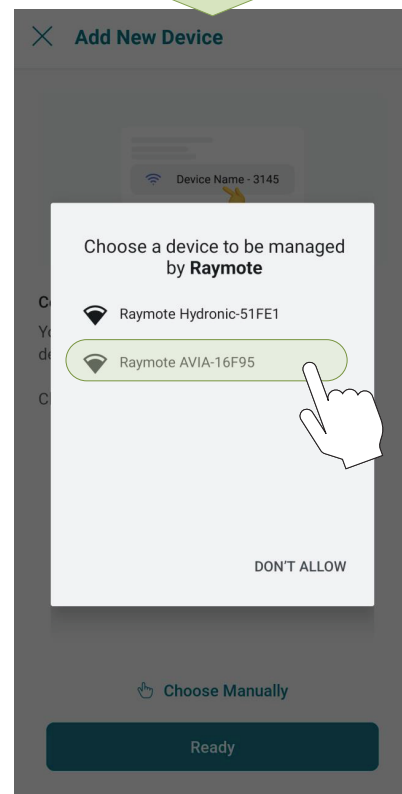 Add New Device
Device Name - 3145
Choose a device to be managed
by Raymote
Raymote Hydronic-51FE1
Raymote AVIA-16F95
DON'T ALLOW
Choose Manually
Ready